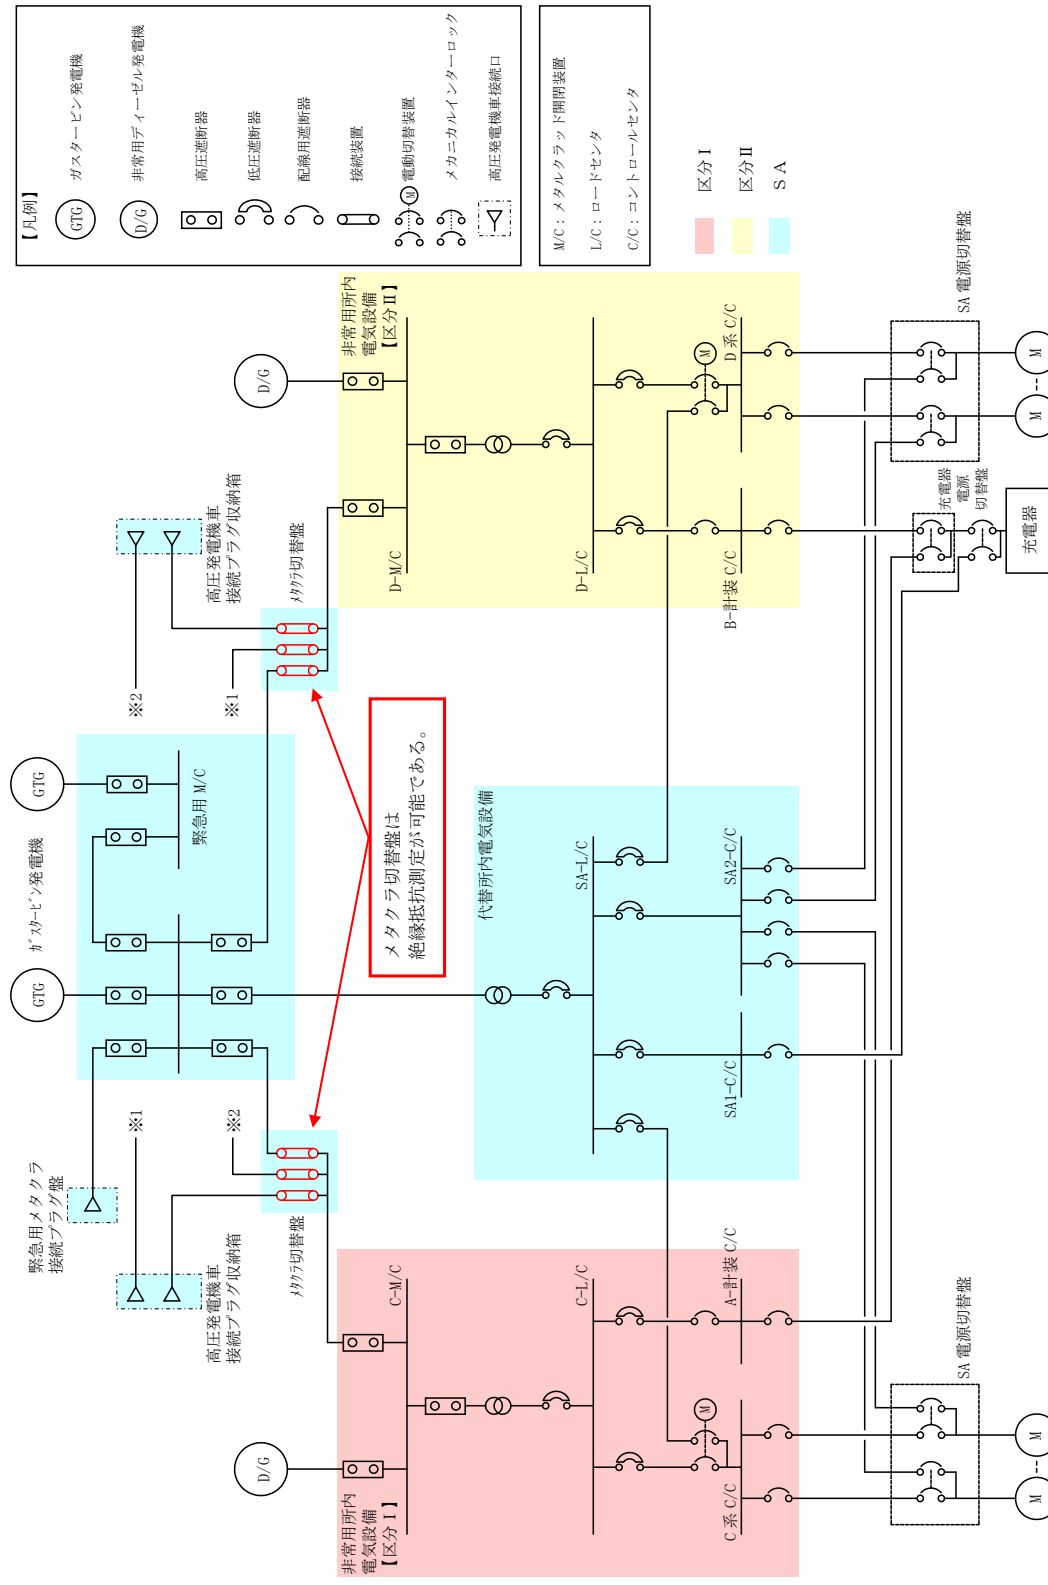 【凡例】
GTG
ガスタービン発電機
D/G
非常用ディーゼル発電機
高圧遮断器
低圧遮断器
配線用遮断器
接続装置
M
電動切替装置
メカニカルインターロック
高圧発電機車接続口
M/C : メタルクラッド開閉装置
L/C : ロードセンタ
C/C : コントロールセンタ
区分Ⅰ
区分Ⅱ
SA
緊急用メタクラ
接続プラグ盤
GTG
ガスタービン発電機
GTG
緊急用 M/C
高圧発電機車
接続プラグ収納箱
※1
※2
メタクラ切替盤
高圧発電機車
接続プラグ収納箱
※2
※1
メタクラ切替盤
メタクラ切替盤は
絶縁抵抗測定が可能である。
D/G
非常用所内
電気設備
【区分Ⅰ】
C-M/C
C-L/C
M
C 系 C/C
A-計装 C/C
代替所内電気設備
SA-L/C
SA1-C/C
SA2-C/C
D/G
非常用所内
電気設備
【区分Ⅱ】
D-M/C
D-L/C
M
B-計装 C/C
D 系 C/C
SA 電源切替盤
M
M
充電器
電源
切替盤
充電器
SA 電源切替盤
M
M